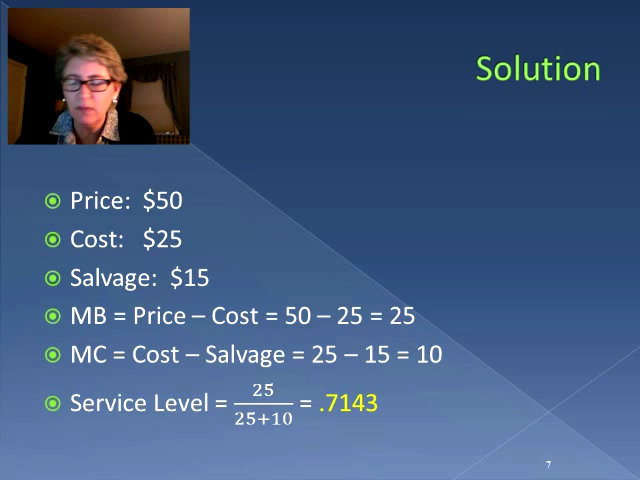 Solution
Price: $50
Cost: $25
Salvage: $15
MB = Price – Cost = 50 – 25 = 25
MC = Cost – Salvage = 25 – 15 = 10
Service Level = 25/25+10 = .7143
7